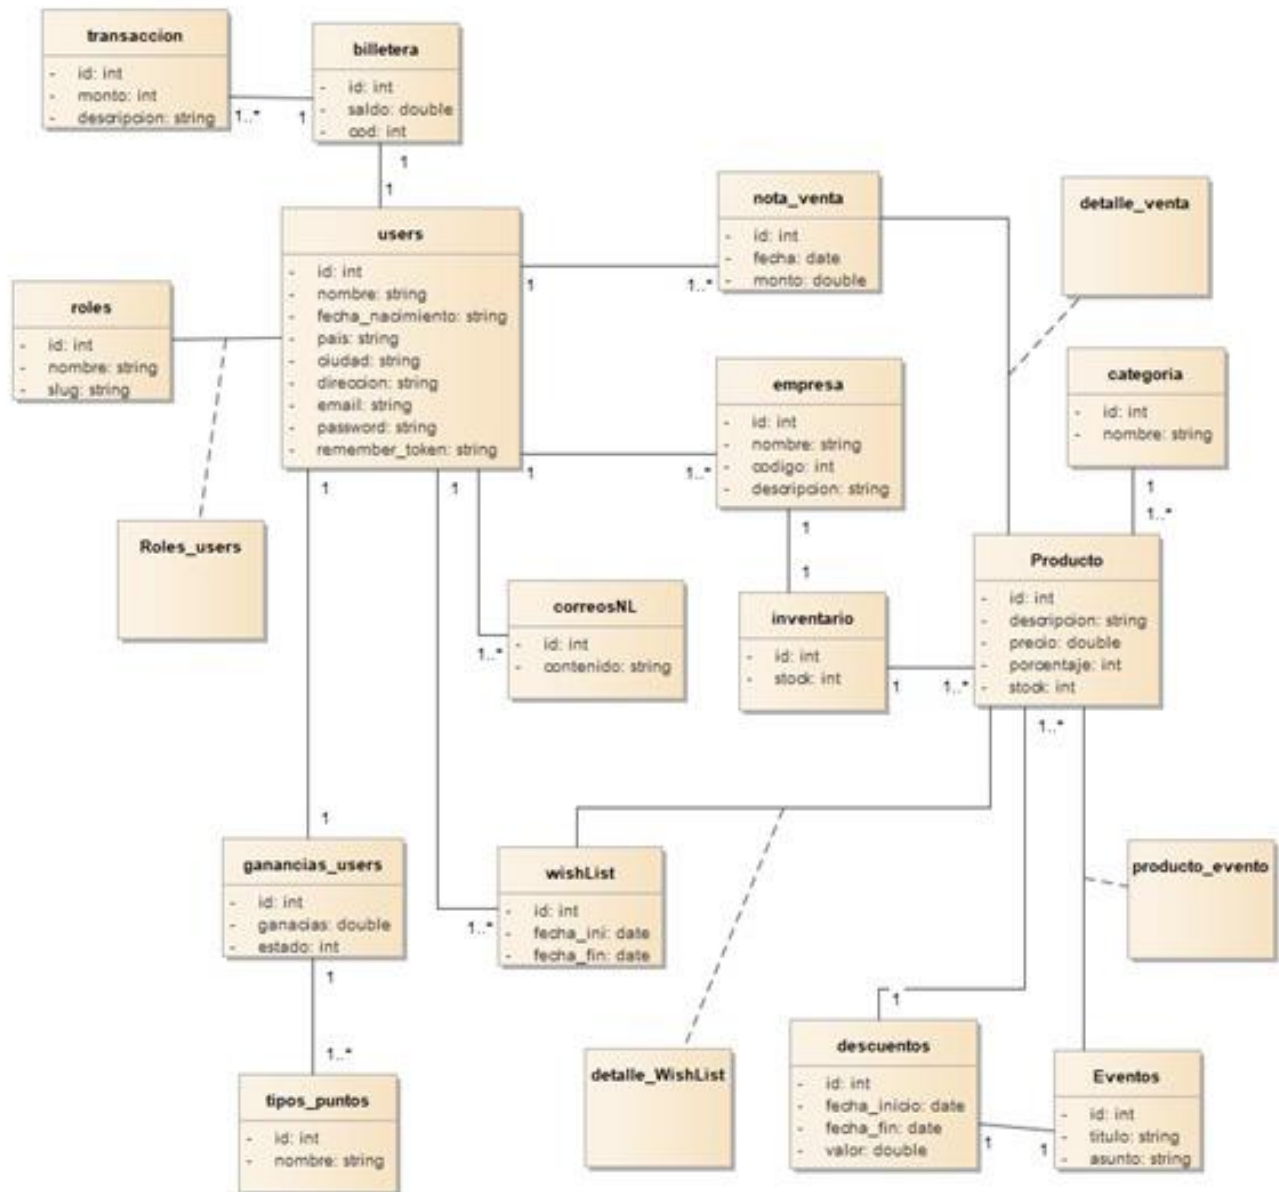 transaccion
- id: int
- monto: int
- descripcion: string
1..*
1
billetera
- id: int
- saldo: double
- cod: int
1
1
users
- id: int
- nombre: string
- fecha_nacimiento: string
- pais: string
- ciudad: string
- direccion: string
- email: string
- password: string
- remember_token: string
1
1..*
nota_venta
- id: int
- fecha: date
- monto: double
detalle_venta
roles
- id: int
- nombre: string
- slug: string
Roles_users
1
1..*
empresa
- id: int
- nombre: string
- codigo: int
- descripcion: string
categoria
- id: int
- nombre: string
1
1..*
1
1
1
1
Producto
- id: int
- descripcion: string
- precio: double
- porcentaje: int
- stock: int
correosNL
- id: int
- contenido: string
1..*
inventario
- id: int
- stock: int
1
1..*
1..*
1
ganancias_users
- id: int
- ganacias: double
- estado: int
1
1..*
wishList
- id: int
- fecha_ini: date
- fecha_fin: date
1..*
producto_evento
1
tipos_puntos
- id: int
- nombre: string
detalle_WishList
descuentos
- id: int
- fecha_inicio: date
- fecha_fin: date
- valor: double
1
1
Eventos
- id: int
- titulo: string
- asunto: string